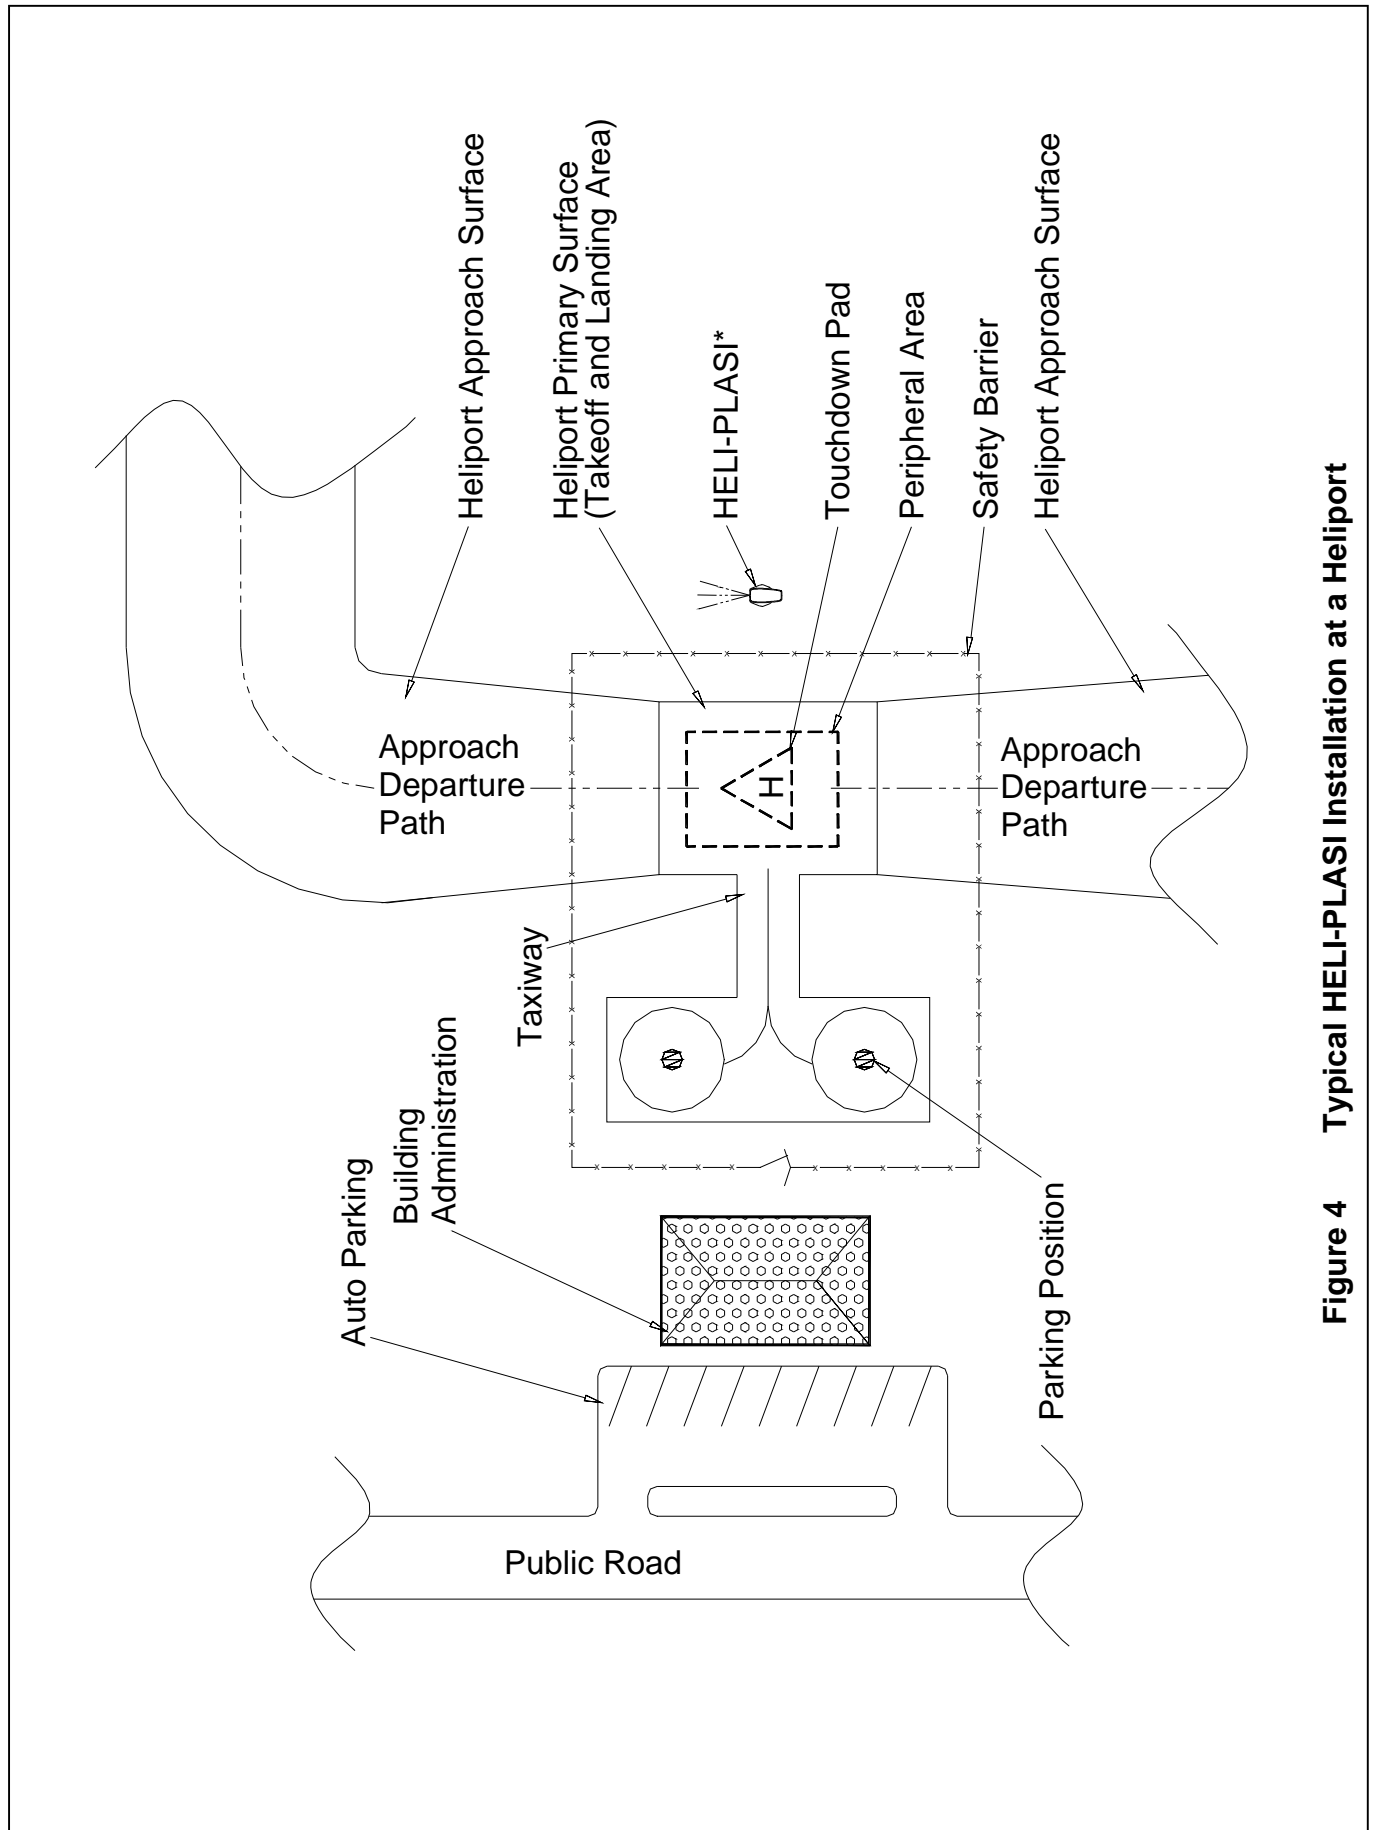 Heliport Approach Surface
Heliport Primary Surface
(Takeoff and Landing Area)
HELI-PLASI*
Touchdown Pad
Peripheral Area
Safety Barrier
Heliport Approach Surface
Approach
Departure
Path
H
Approach
Departure
Path
Taxiway
Building
Administration
Auto Parking
Parking Position
Public Road
Figure 4 Typical HELI-PLASI Installation at a Heliport